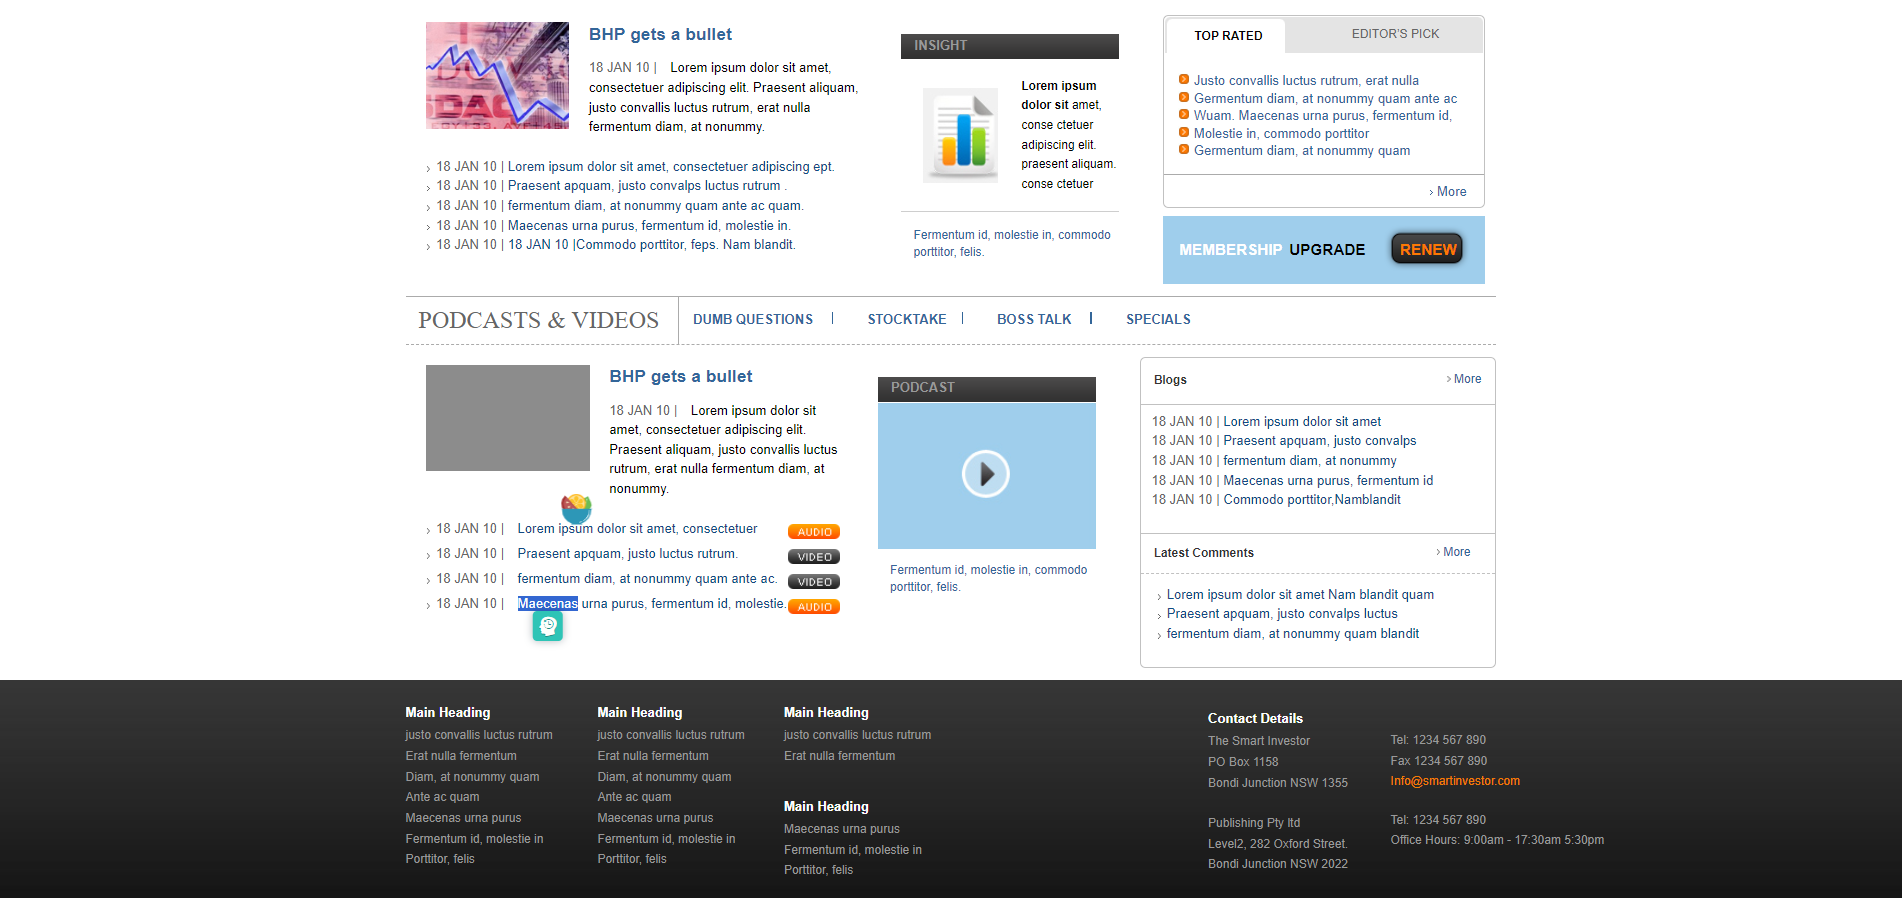 BHP gets a bullet
18 JAN 10 | Lorem ipsum dolor sit amet,
consectetuer adipiscing elit. Praesent aliquam,
justo convallis luctus rutrum, erat nulla
fermentum diam, at nonummy.
18 JAN 10 | Lorem ipsum dolor sit amet, consectetuer adipiscing ept.
18 JAN 10 | Praesent apquam, justo convalps luctus rutrum .
18 JAN 10 | fermentum diam, at nonummy quam ante ac quam.
18 JAN 10 | Maecenas urna purus, fermentum id, molestie in.
18 JAN 10 | 18 JAN 10 |Commodo porttitor, feps. Nam blandit.
INSIGHT
Lorem ipsum
dolor sit amet,
conse ctetuer
adipiscing elit.
praesent aliquam.
conse ctetuer
Fermentum id, molestie in, commodo
porttitor, felis.
TOP RATED
EDITOR'S PICK
Justo convallis luctus rutrum, erat nulla
Germentum diam, at nonummy quam ante ac
Wuam. Maecenas urna purus, fermentum id,
Molestie in, commodo porttitor
Germentum diam, at nonummy quam
More
MEMBERSHIP UPGRADE RENEW
PODCASTS & VIDEOS
DUMB QUESTIONS | STOCKTAKE | BOSS TALK | SPECIALS
BHP gets a bullet
18 JAN 10 | Lorem ipsum dolor sit
amet, consectetuer adipiscing elit.
Praesent aliquam, justo convallis luctus
rutrum, erat nulla fermentum diam, at
nonummy.
18 JAN 10 | Lorem ipsum dolor sit amet, consectetuer AUDIO
18 JAN 10 | Praesent apquam, justo luctus rutrum. VIDEO
18 JAN 10 | fermentum diam, at nonummy quam ante ac. VIDEO
18 JAN 10 | Maecenas urna purus, fermentum id, molestie. AUDIO
PODCAST
Fermentum id, molestie in, commodo
porttitor, felis.
Blogs
More
18 JAN 10 | Lorem ipsum dolor sit amet
18 JAN 10 | Praesent apquam, justo convalps
18 JAN 10 | fermentum diam, at nonummy
18 JAN 10 | Maecenas urna purus, fermentum id
18 JAN 10 | Commodo porttitor,Namblandit
Latest Comments
More
Lorem ipsum dolor sit amet Nam blandit quam
Praesent apquam, justo convalps luctus
fermentum diam, at nonummy quam blandit
Main Heading
justo convallis luctus rutrum
Erat nulla fermentum
Diam, at nonummy quam
Ante ac quam
Maecenas urna purus
Fermentum id, molestie in
Porttitor, felis
Main Heading
justo convallis luctus rutrum
Erat nulla fermentum
Diam, at nonummy quam
Ante ac quam
Maecenas urna purus
Fermentum id, molestie in
Porttitor, felis
Main Heading
justo convallis luctus rutrum
Erat nulla fermentum
Main Heading
Maecenas urna purus
Fermentum id, molestie in
Porttitor, felis
Contact Details
The Smart Investor
PO Box 1158
Bondi Junction NSW 1355
Publishing Pty ltd
Level2, 282 Oxford Street.
Bondi Junction NSW 2022
Tel: 1234 567 890
Fax 1234 567 890
Info@smartinvestor.com
Tel: 1234 567 890
Office Hours: 9:00am - 17:30am 5:30pm